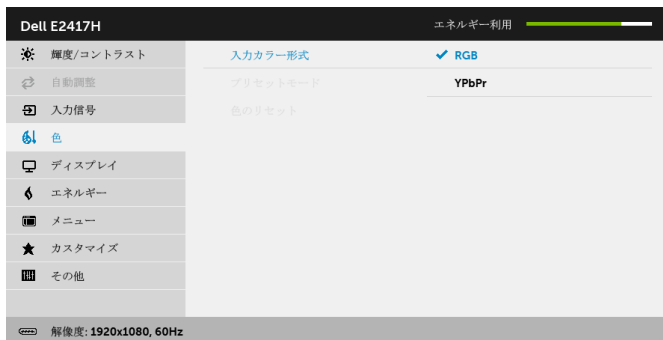 Dell E2417H
エネルギー利用
輝度/コントラスト
入力カラー形式
RGB
自動調整
プリセットモード
YPbPr
入力信号
色のリセット
色
ディスプレイ
エネルギー
メニュー
カスタマイズ
その他
解像度: 1920x1080, 60Hz